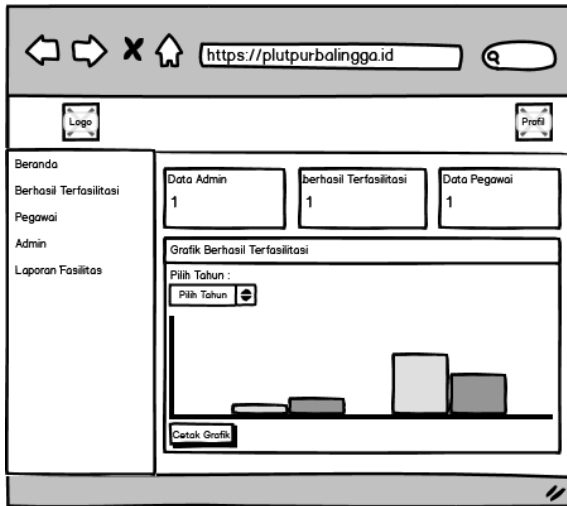 https://plutpurbalingga.id
Logo
Profil
Beranda
Berhasil Terfasilitasi
Pegawai
Admin
Laporan Fasilitas
Data Admin
1
berhasil Terfasilitasi
1
Data Pegawai
1
Grafik Berhasil Terfasilitasi
Pilih Tahun :
Pilih Tahun
Cetak Grafik